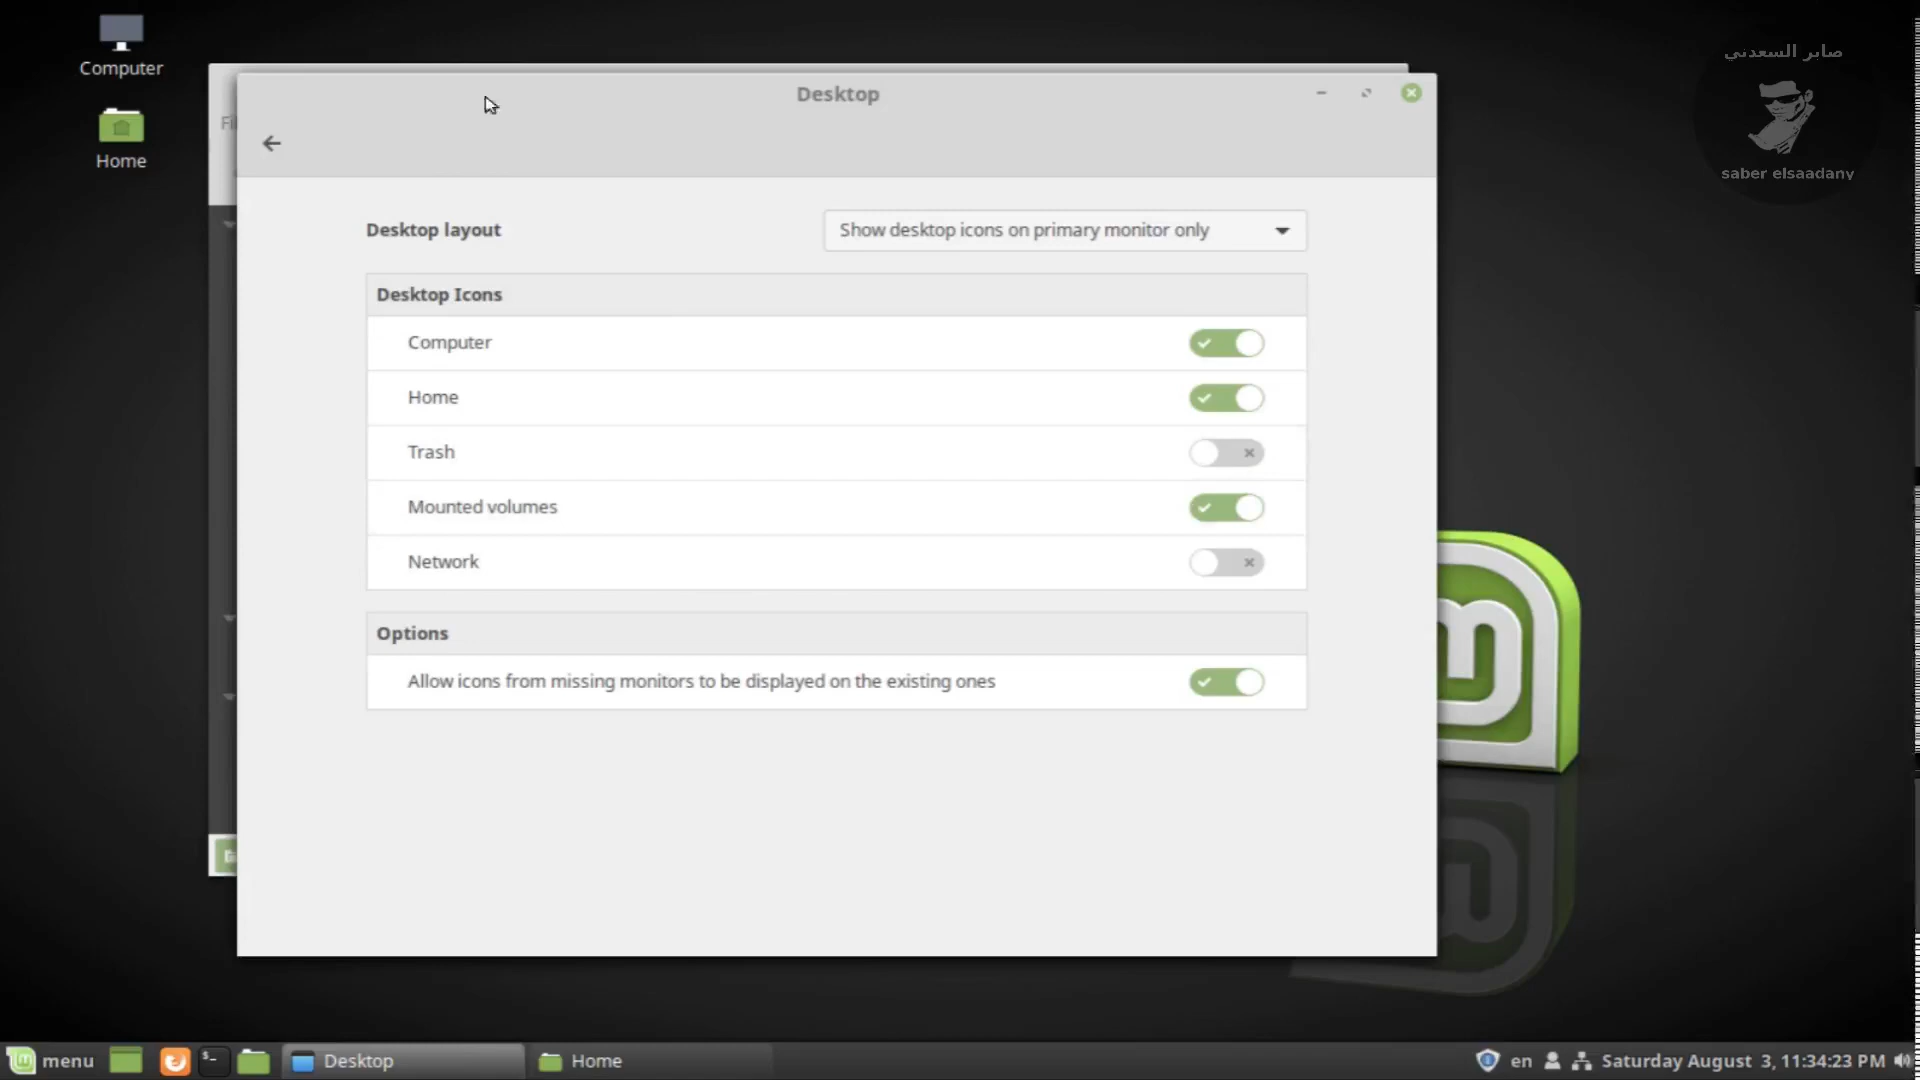 Computer
Home
صابر السعدني
saber elsaadany
Desktop
Desktop layout
Show desktop icons on primary monitor only
Desktop Icons
Computer
Home
Trash
Mounted volumes
Network
Options
Allow icons from missing monitors to be displayed on the existing ones
menu
Desktop
Home
en
Saturday August 3, 11:34:23 PM